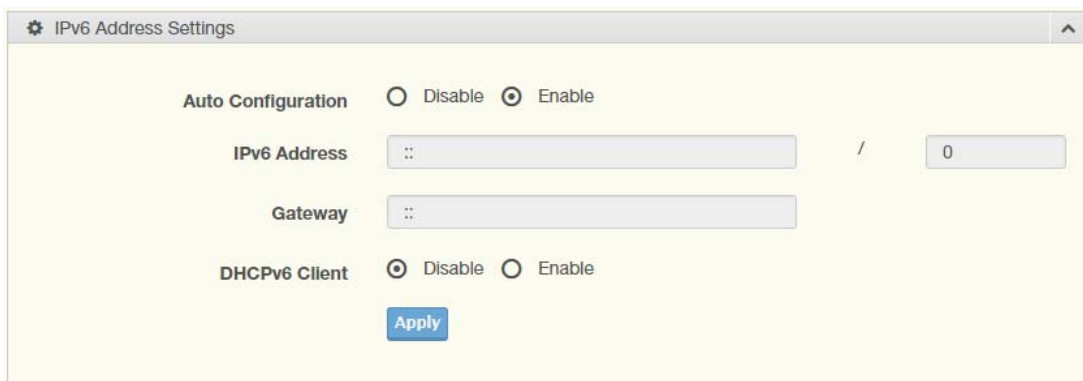 IPv6 Address Settings
Auto Configuration Disable Enable
IPv6 Address :: / 0
Gateway ::
DHCPv6 Client Disable Enable
Apply